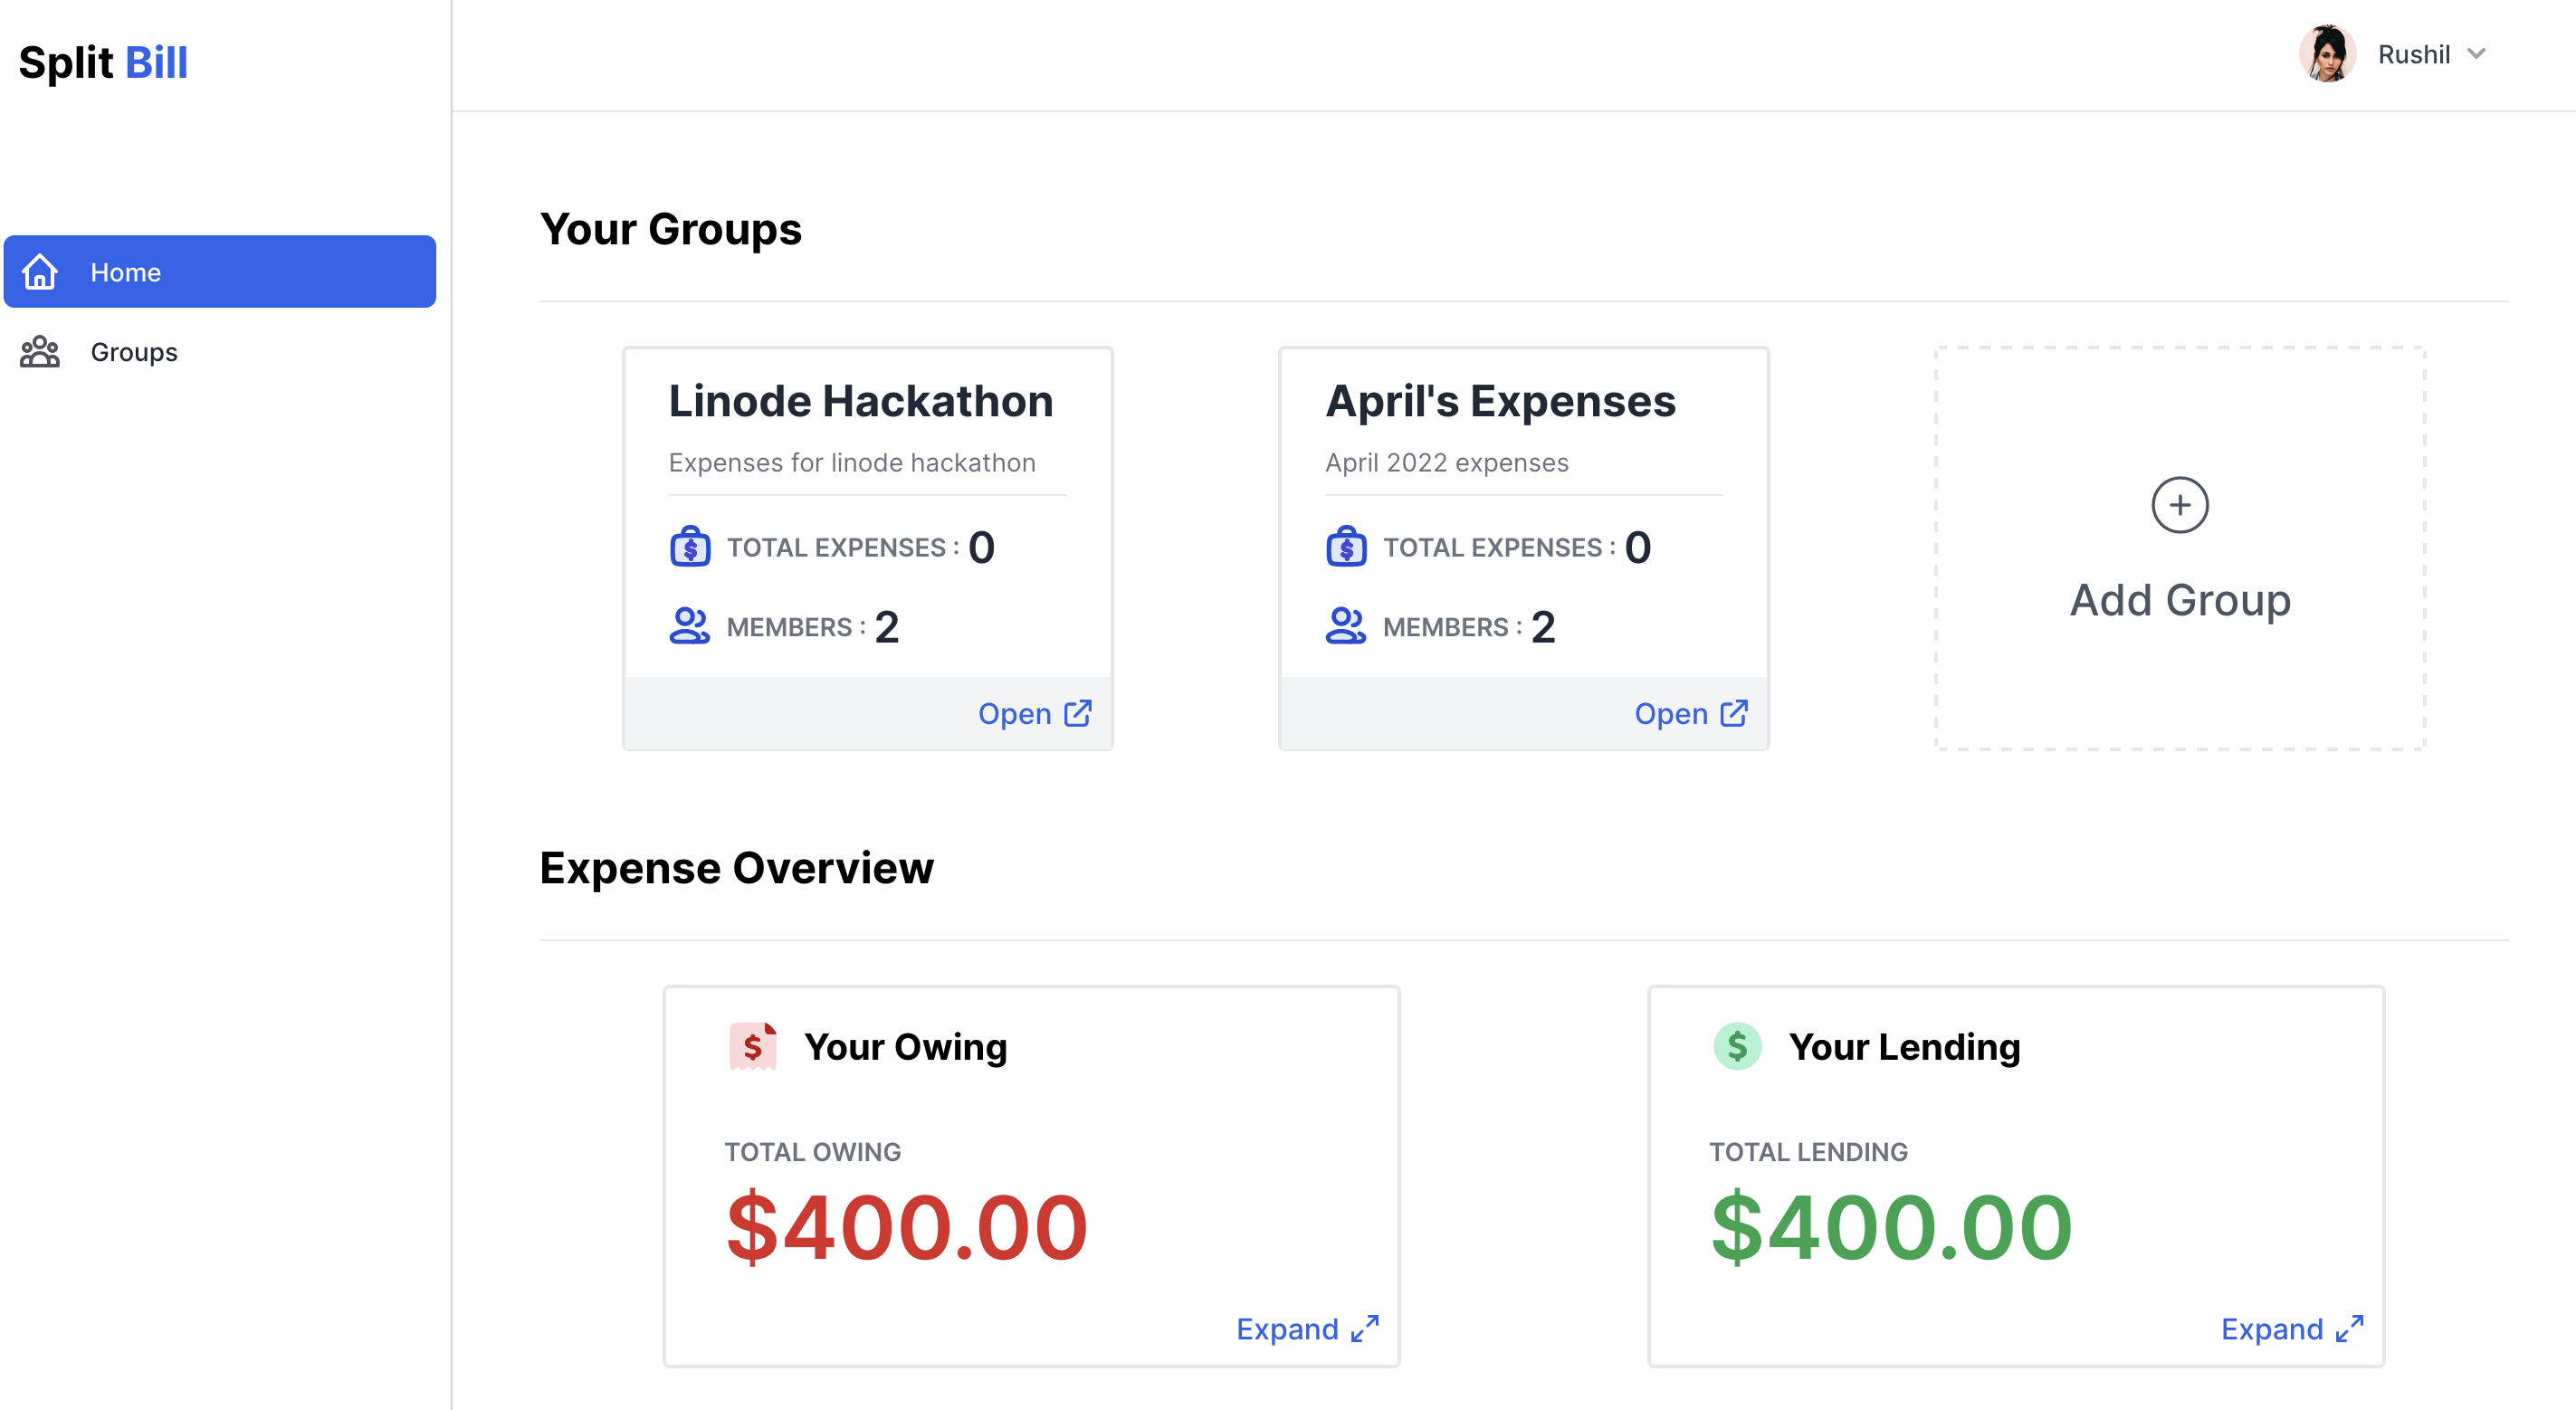 Split Bill
Rushil
Home
Groups
Your Groups
Linode Hackathon
Expenses for linode hackathon
TOTAL EXPENSES : 0
MEMBERS : 2
Open
April's Expenses
April 2022 expenses
TOTAL EXPENSES : 0
MEMBERS : 2
Open
Add Group
Expense Overview
$ Your Owing
TOTAL OWING
$400.00
Expand
$ Your Lending
TOTAL LENDING
$400.00
Expand